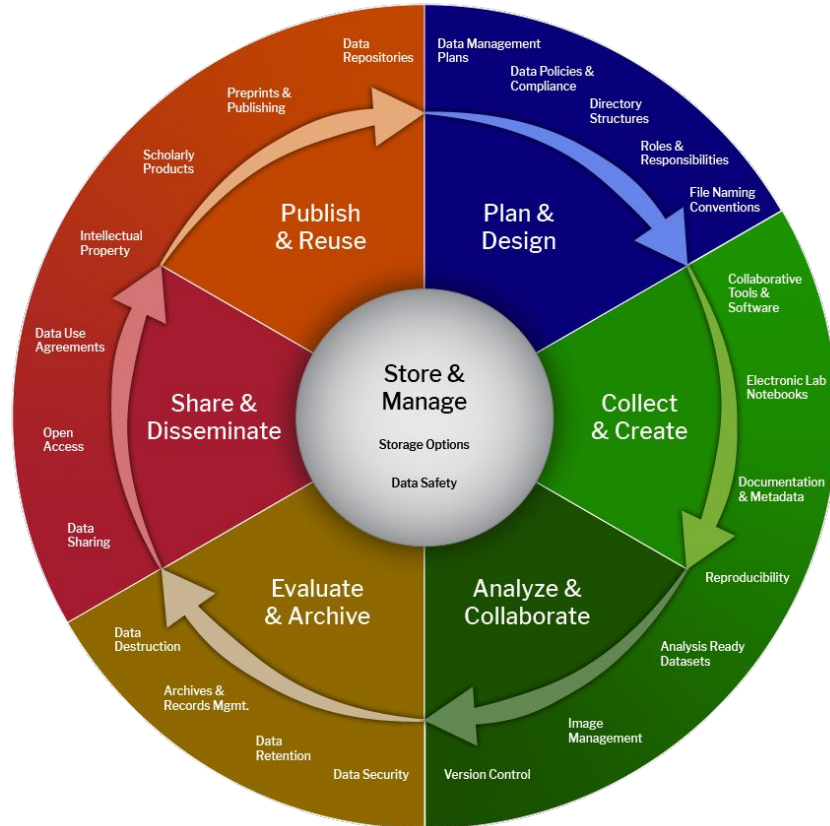 Data Management
Plans
Data Policies &
Compliance
Directory
Structures
Roles &
Responsibilities
File Naming
Conventions
Plan &
Design
Collaborative
Tools &
Software
Electronic Lab
Notebooks
Documentation
& Metadata
Collect
& Create
Reproducibility
Analysis Ready
Datasets
Image
Management
Version Control
Analyze &
Collaborate
Data Security
Data
Retention
Archives &
Records Mgmt.
Data
Destruction
Evaluate
& Archive
Data
Sharing
Open
Access
Data Use
Agreements
Share &
Disseminate
Intellectual
Property
Scholarly
Products
Preprints &
Publishing
Data
Repositories
Publish
& Reuse
Store &
Manage
Storage Options
Data Safety